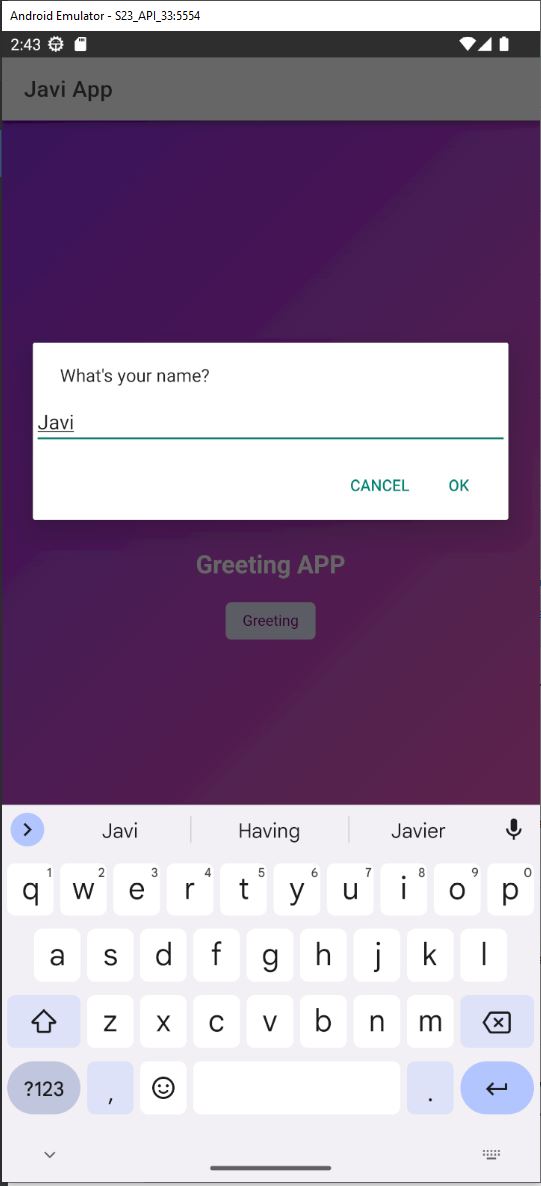 Android Emulator - S23_API_33:5554
2:43
Javi App
What's your name?
Javi
CANCEL OK
Greeting APP
Greeting
Javi Having Javier
1 2 3 4 5 6 7 8 9 0
q w e r t y u i o p
a s d f g h j k l
z x c v b n m
?123 , .